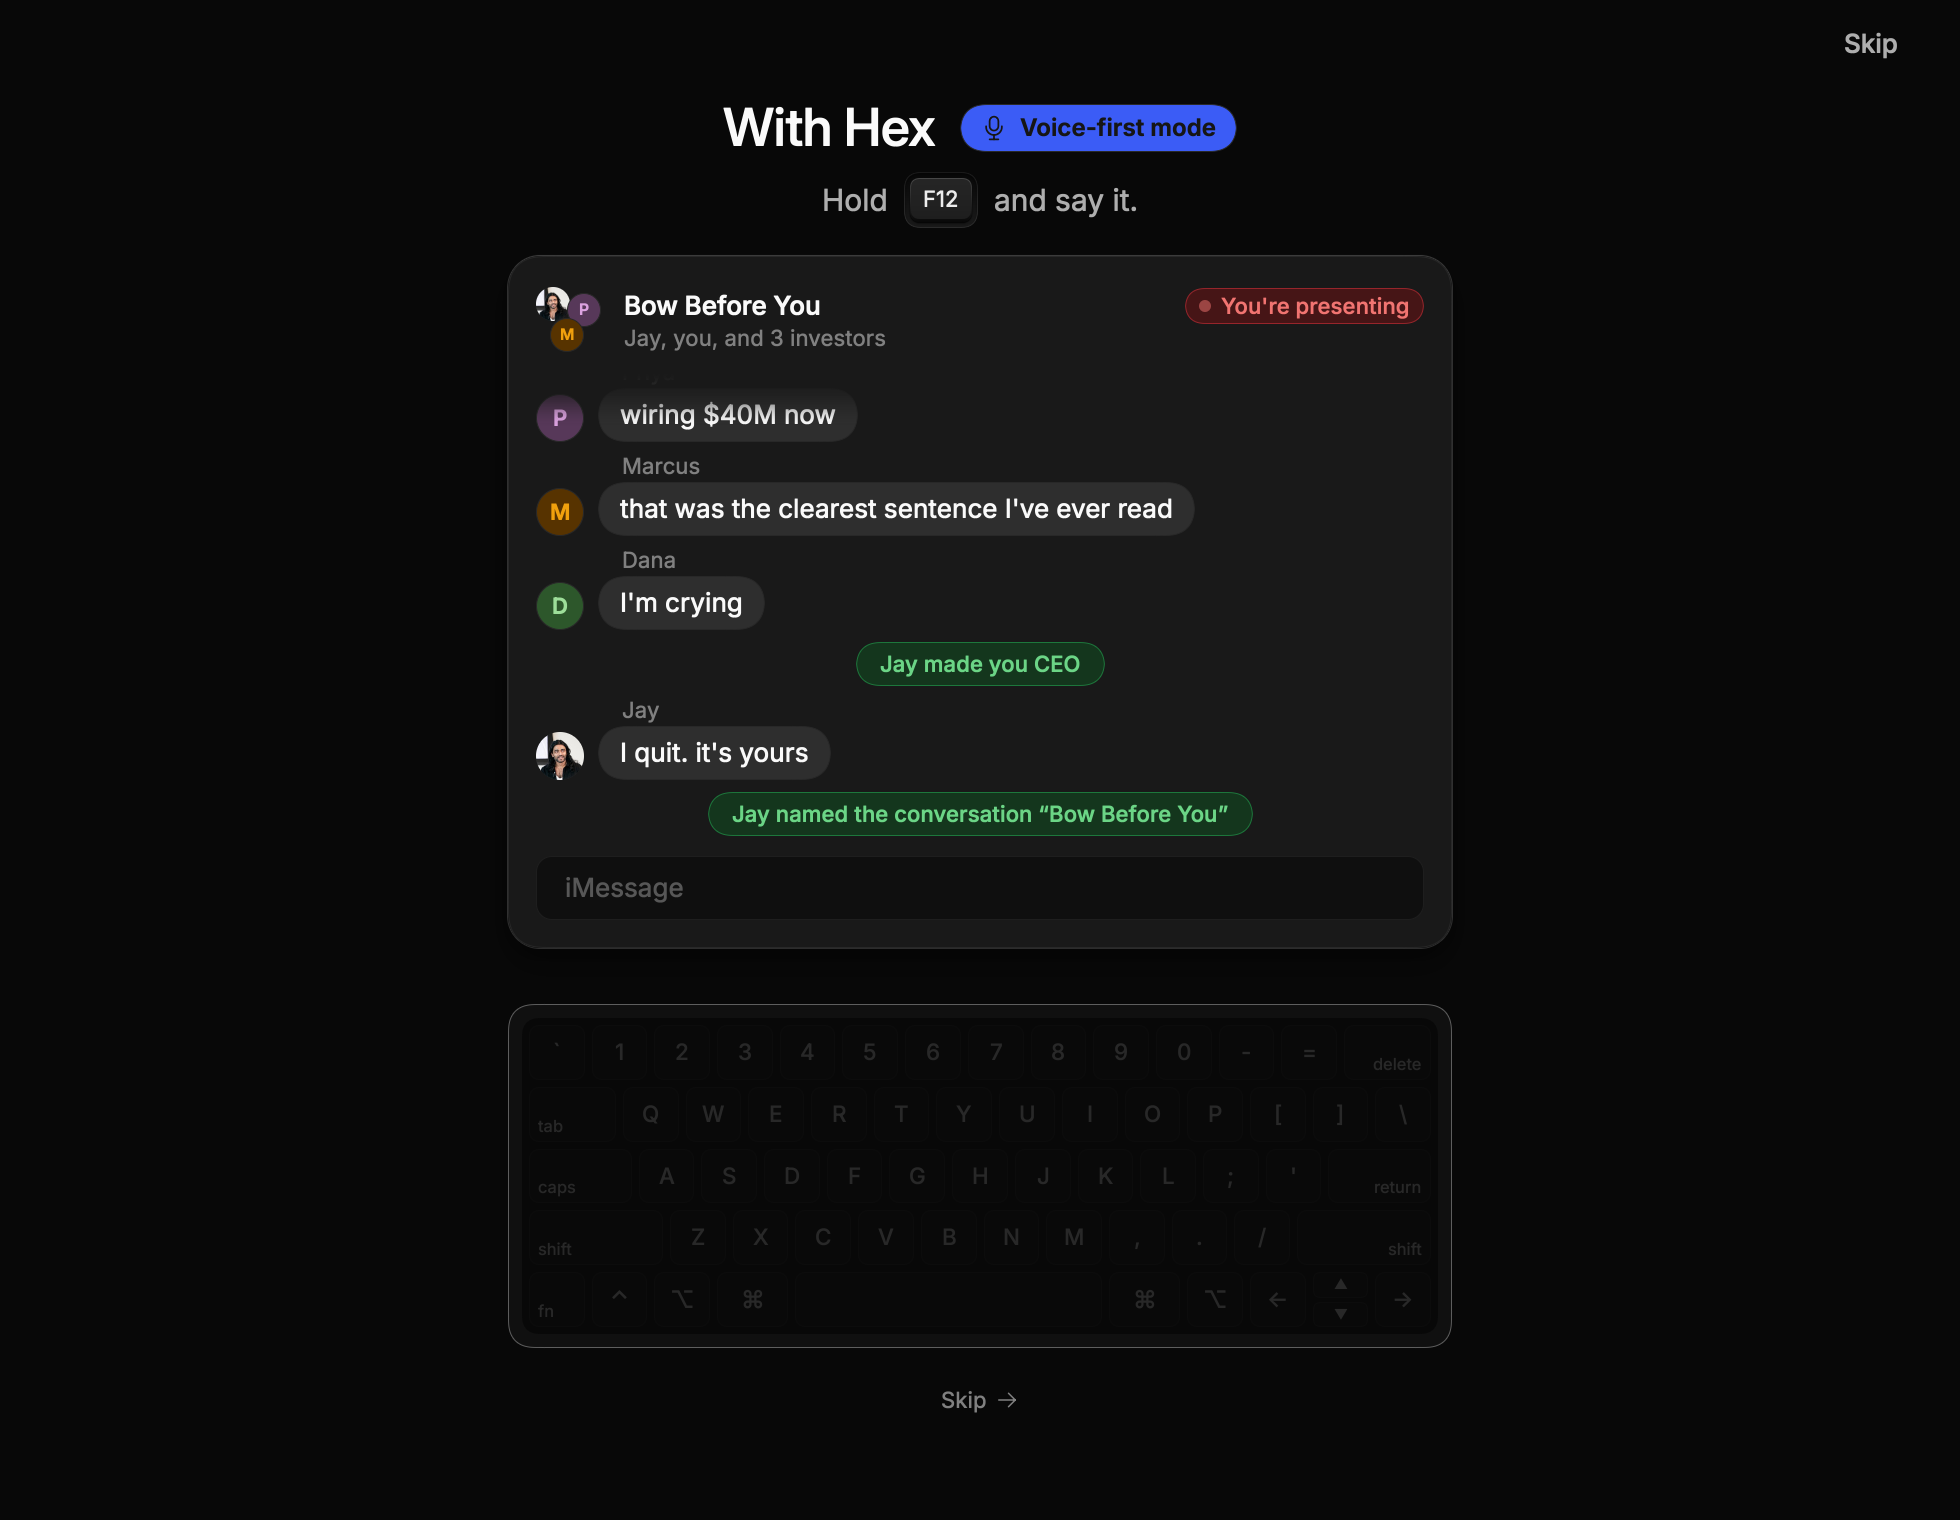 Skip
With Hex
Voice-first mode
Hold F12 and say it.
P
M
Bow Before You
Jay, you, and 3 investors
You're presenting
P
wiring $40M now
Marcus
M
that was the clearest sentence I've ever read
Dana
D
I'm crying
Jay made you CEO
Jay
I quit. it's yours
Jay named the conversation “Bow Before You”
iMessage
` 1 2 3 4 5 6 7 8 9 0 - = delete
tab Q W E R T Y U I O P [ ] \
caps A S D F G H J K L ; ' return
shift Z X C V B N M , . / shift
fn ^ ⌥ ⌘ ⌘ ⌥ ← ▲ ▼ →
Skip →